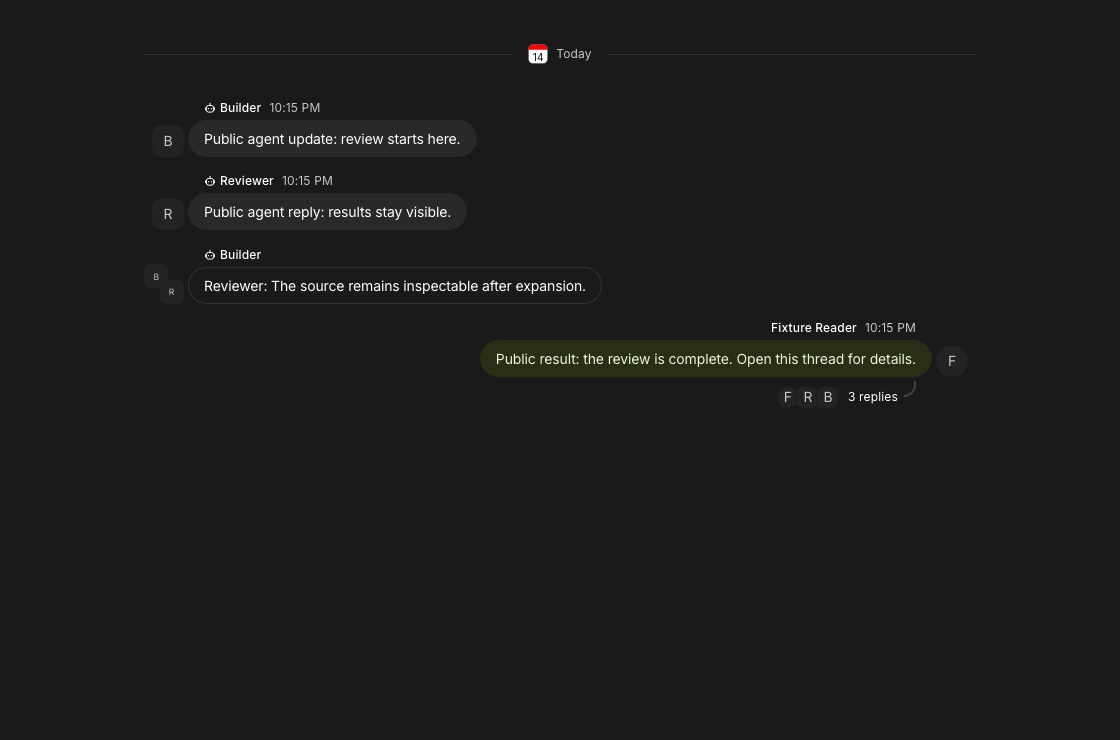 14 Today
Builder 10:15 PM
B Public agent update: review starts here.
Reviewer 10:15 PM
R Public agent reply: results stay visible.
Builder
B R Reviewer: The source remains inspectable after expansion.
Fixture Reader 10:15 PM
Public result: the review is complete. Open this thread for details. F
F R B 3 replies